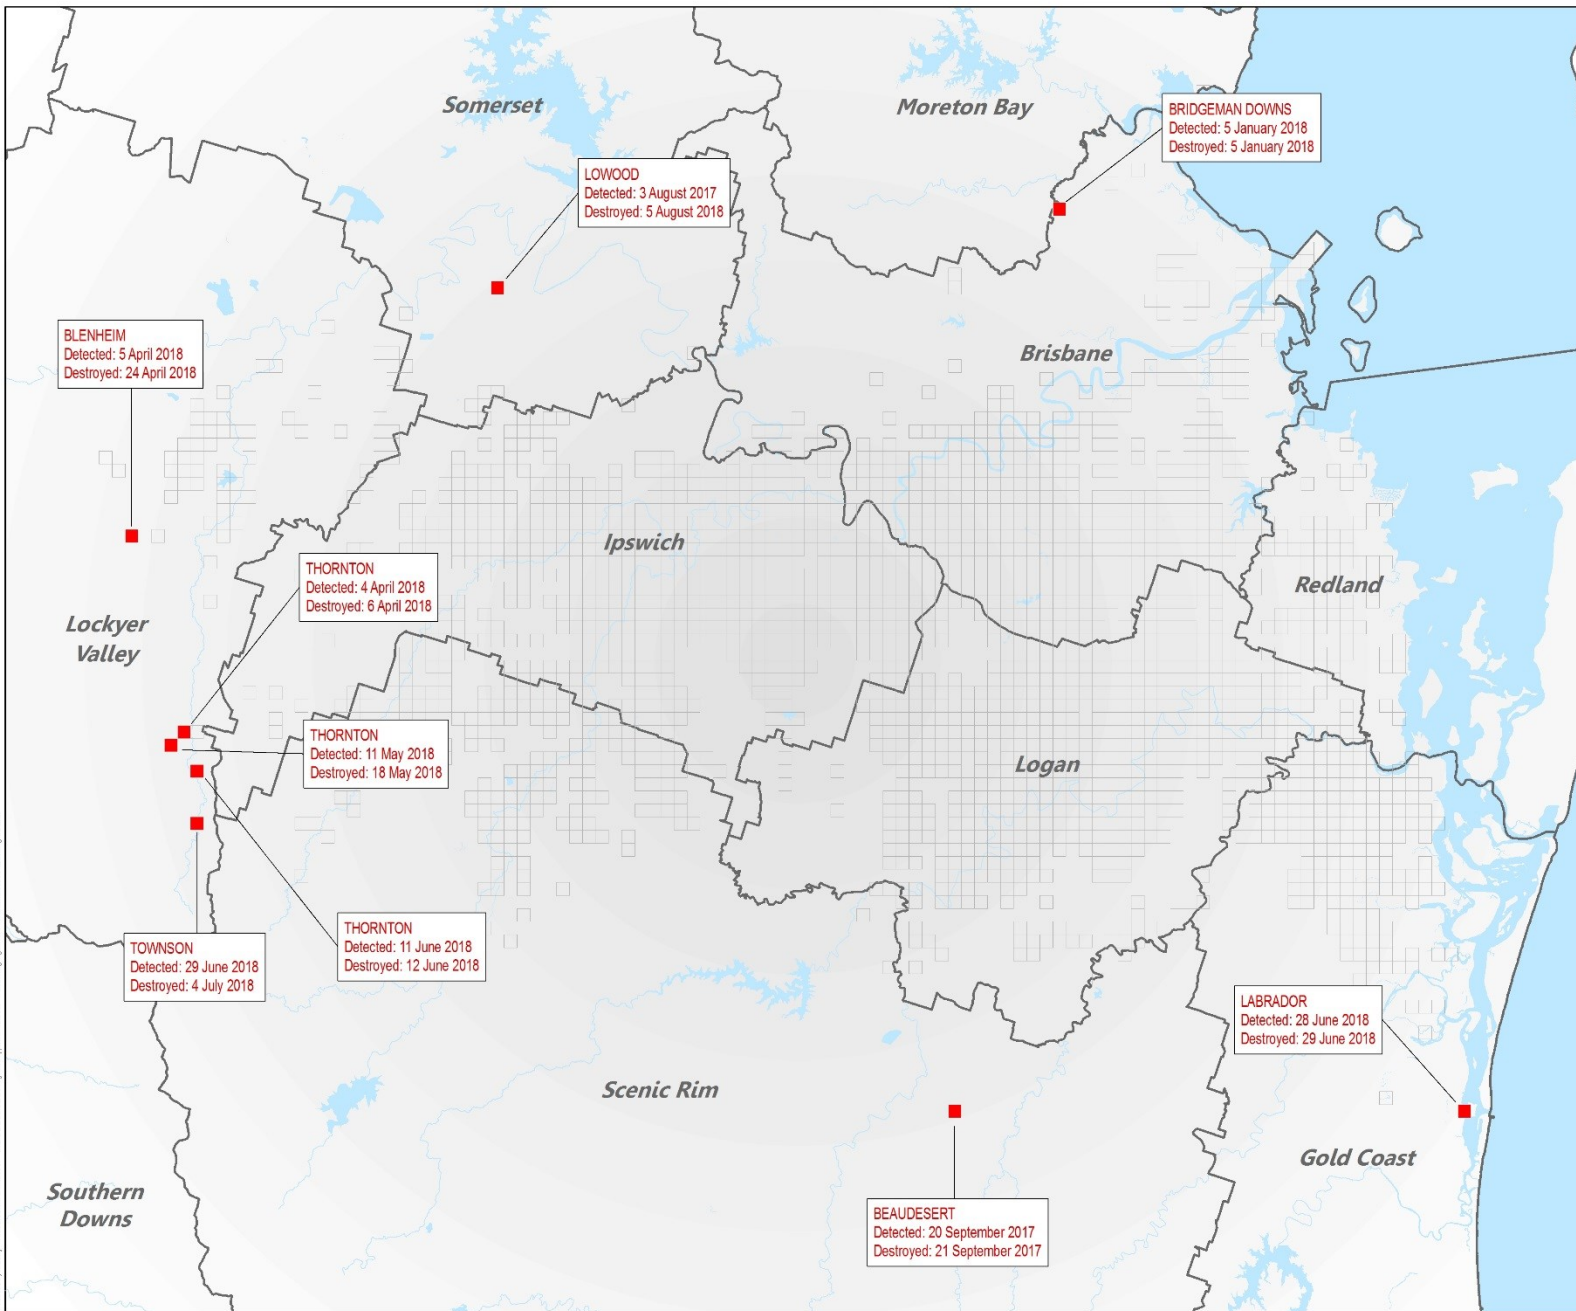 Somerset
Moreton Bay
BRIDGEMAN DOWNS
Detected: 5 January 2018
Destroyed: 5 January 2018
LOWOOD
Detected: 3 August 2017
Destroyed: 5 August 2018
BLENHEIM
Detected: 5 April 2018
Destroyed: 24 April 2018
Brisbane
Ipswich
THORNTON
Detected: 4 April 2018
Destroyed: 6 April 2018
Redland
Lockyer
Valley
THORNTON
Detected: 11 May 2018
Destroyed: 18 May 2018
Logan
THORNTON
Detected: 11 June 2018
Destroyed: 12 June 2018
TOWNSON
Detected: 29 June 2018
Destroyed: 4 July 2018
LABRADOR
Detected: 28 June 2018
Destroyed: 29 June 2018
Scenic Rim
Gold Coast
Southern
Downs
BEAUDESERT
Detected: 20 September 2017
Destroyed: 21 September 2017